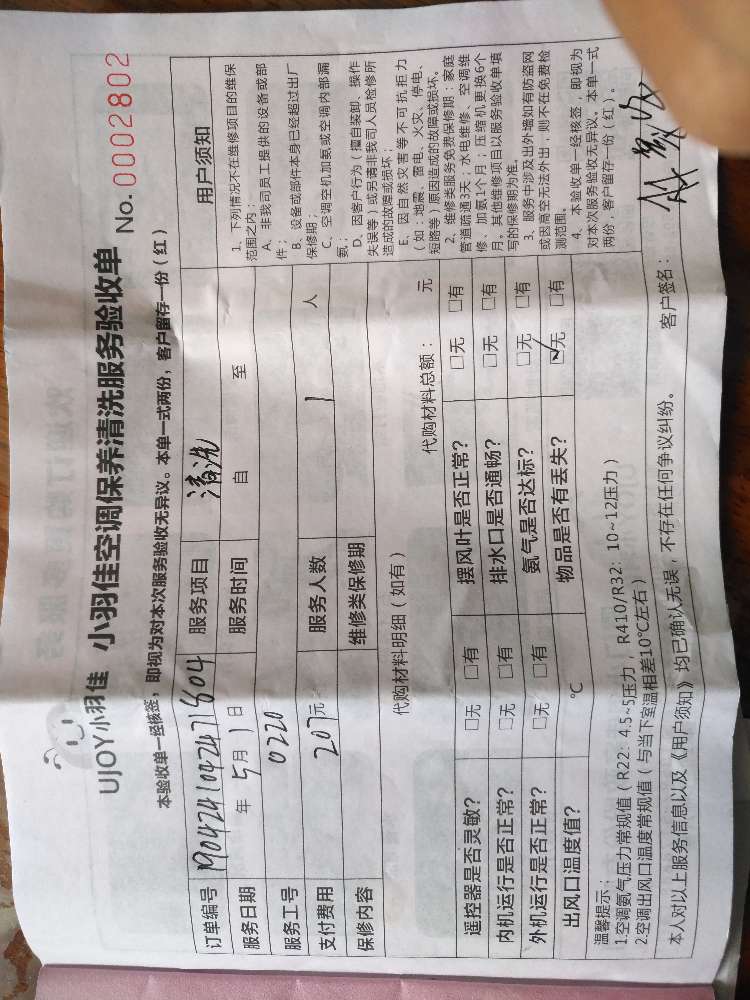 UJOY小羽佳 小羽佳空调保养清洗服务验收单 No. 0002802
本验收单一经核签，即视为对本次服务验收无异议。本单一式两份，客户留存一份（红）
订单编号 服务项目 清洗
服务日期 年 5月1日 服务时间 自 至
服务工号 0220
支付费用 207元 服务人数 1 人
保修内容 维修类保修期
代购材料明细（如有） 代购材料总额： 元
遥控器是否灵敏？ □无 □有 摆风叶是否正常？ □无 □有
内机运行是否正常？ □无 □有 排水口是否通畅？ □无 □有
外机运行是否正常？ □无 □有 氨气是否达标？ □无 □有
出风口温度值？ ℃ 物品是否有丢失？ ☑无 □有
用户须知
1、下列情况不在维修项目的维保
范围之内：
A、非我司员工提供的设备或部
件；
B、设备或部件本身已经超过出厂
保修期；
C、空调空机加氨或空调内部漏
氨；
D、因客户行为（擅自装卸、操作
失误等）或另请非我司人员检修所
造成的故障或损坏；
E、因自然灾害等不可抗拒力
（如：地震、雷电、火灾、停电、
短路等）原因造成的故障或损坏。
2、维修类服务免费保修期：家庭
管道疏通3天；水电维修、空调维
修、加氨1个月；压缩机更换6个
月。其他维修项目以服务验收单填
写的保修期为准。
3、服务中涉及出外墙如有防盗网
或因高空无法外出，则不在免费检
测范围。
4、本验收单一经核签，即视为
对本次服务验收无异议。本单一式
两份，客户留存一份（红）。
温馨提示：
1.空调氨气压力常规值（R22：4.5~5压力，R410/R32：10~12压力）
2.空调出风口温度常规值（与当下室温相差10℃左右）
本人对以上服务信息以及《用户须知》均已确认无误，不存在任何争议纠纷。 客户签名：